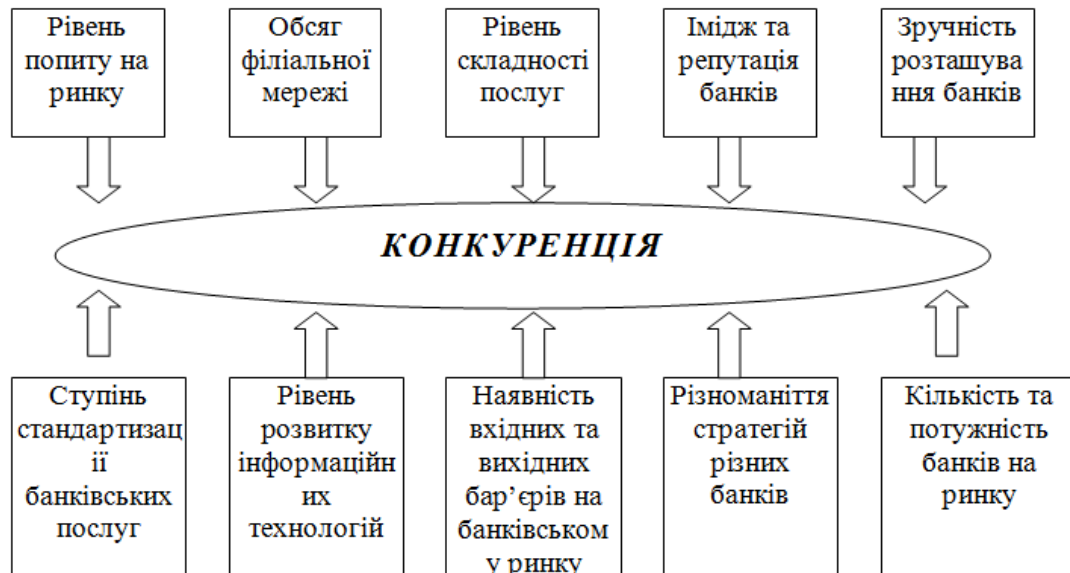 Рівень
попиту на
ринку
Обсяг
філіальної
мережі
Рівень
складності
послуг
Імідж та
репутація
банків
Зручність
розташува
ння банків
КОНКУРЕНЦІЯ
Ступінь
стандартизац
ії
банківських
послуг
Рівень
розвитку
інформаційн
их
технологій
Наявність
вхідних та
вихідних
бар’єрів на
банківськом
у ринку
Різноманіття
стратегій
різних
банків
Кількість та
потужність
банків на
ринку